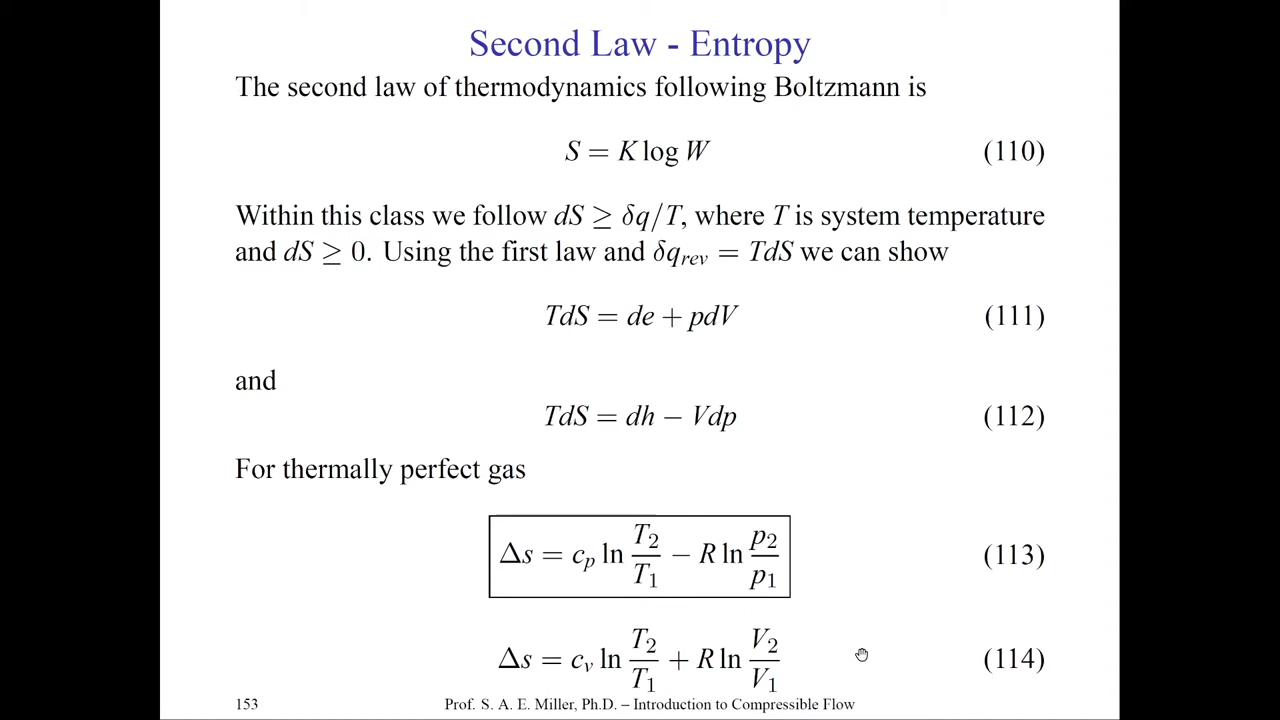 Second Law - Entropy
The second law of thermodynamics following Boltzmann is
S = K log W (110)
Within this class we follow dS ≥ δq/T, where T is system temperature
and dS ≥ 0. Using the first law and δq_rev = TdS we can show
TdS = de + pdV (111)
and
TdS = dh − Vdp (112)
For thermally perfect gas
Δs = c_p ln T_2/T_1 − R ln p_2/p_1 (113)
Δs = c_v ln T_2/T_1 + R ln V_2/V_1 (114)
153 Prof. S. A. E. Miller, Ph.D. – Introduction to Compressible Flow